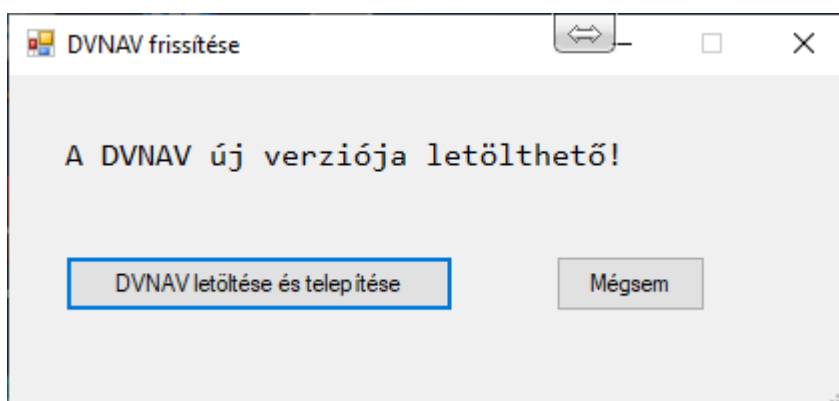 DVNAV frissítése
A DVNAV új verziója letölthető!
DVNAV letöltése és telepítése
Mégsem